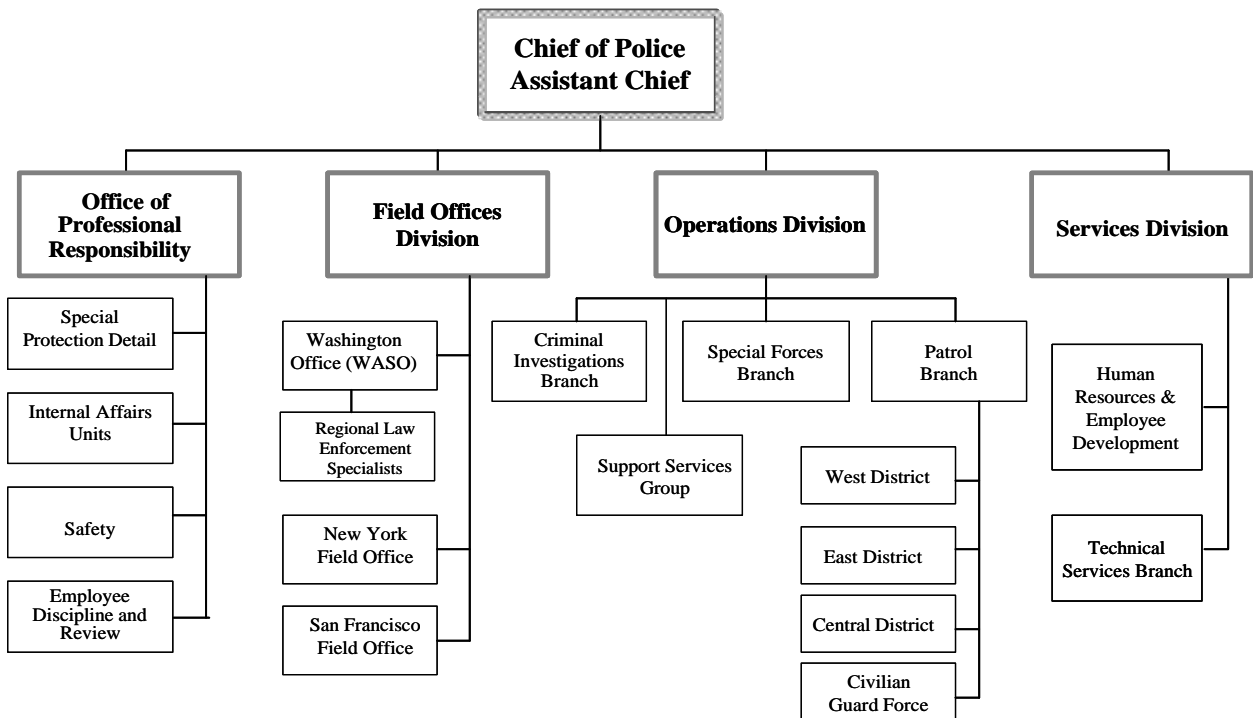 Chief of Police
Assistant Chief
Office of
Professional
Responsibility
Field Offices
Division
Operations Division
Services Division
Special
Protection Detail
Internal Affairs
Units
Safety
Employee
Discipline and
Review
Washington
Office (WASO)
Regional Law
Enforcement
Specialists
New York
Field Office
San Francisco
Field Office
Criminal
Investigations
Branch
Special Forces
Branch
Patrol
Branch
Support Services
Group
West District
East District
Central District
Civilian
Guard Force
Human
Resources &
Employee
Development
Technical
Services Branch